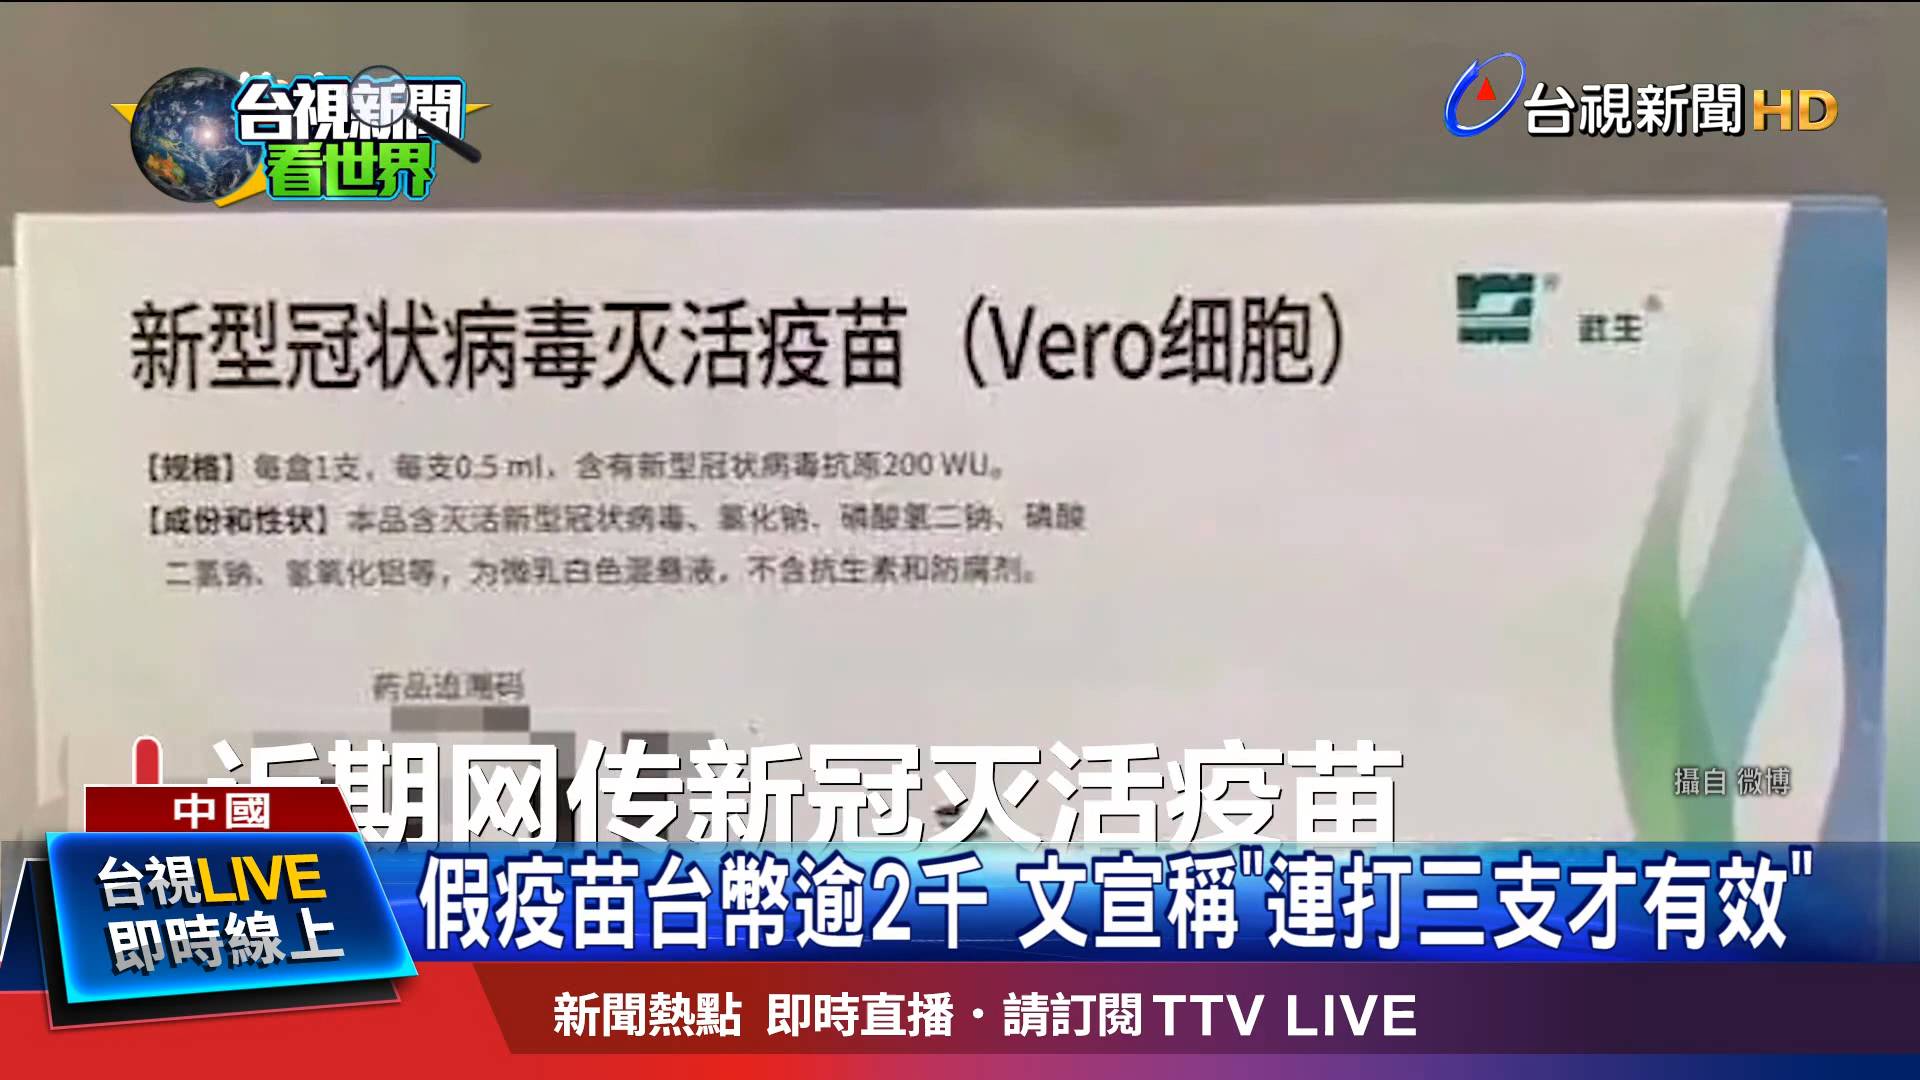 台視新聞
看世界
台視新聞HD
新型冠状病毒灭活疫苗（Vero细胞）
武生
【规格】每盒1支，每支0.5ml，含有新型冠状病毒抗原200WU。
【成份和性状】本品含灭活新型冠状病毒、氯化钠、磷酸氢二钠、磷酸
二氢钠、氢氧化铝等，为微乳白色混悬液，不含抗生素和防腐剂。
药品追溯码
近期网传新冠灭活疫苗
攝自 微博
中國
台視LIVE
即時線上
假疫苗台幣逾2千 文宣稱"連打三支才有效"
新聞熱點 即時直播・請訂閱TTV LIVE